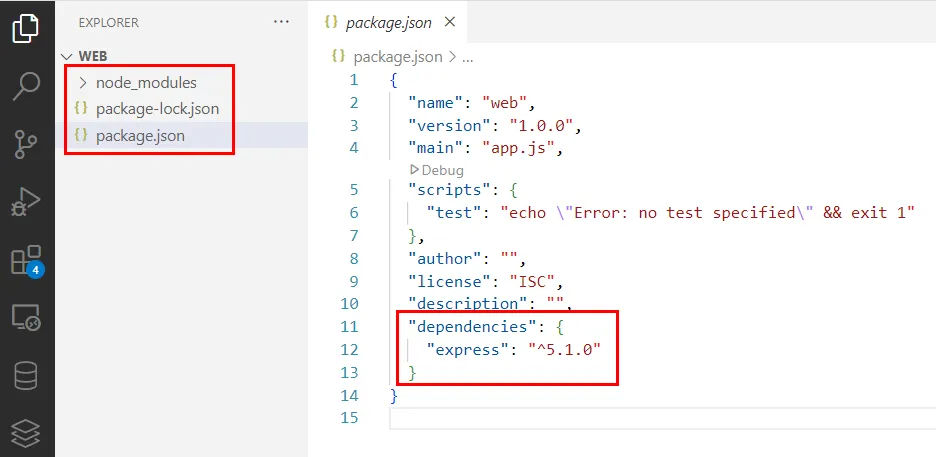 EXPLORER
···
WEB
node_modules
package-lock.json
package.json
4
{} package.json ×
{} package.json > ...
1 {
2 "name": "web",
3 "version": "1.0.0",
4 "main": "app.js",
Debug
5 "scripts": {
6 "test": "echo \"Error: no test specified\" && exit 1"
7 },
8 "author": "",
9 "license": "ISC",
10 "description": "",
11 "dependencies": {
12 "express": "^5.1.0"
13 }
14 }
15